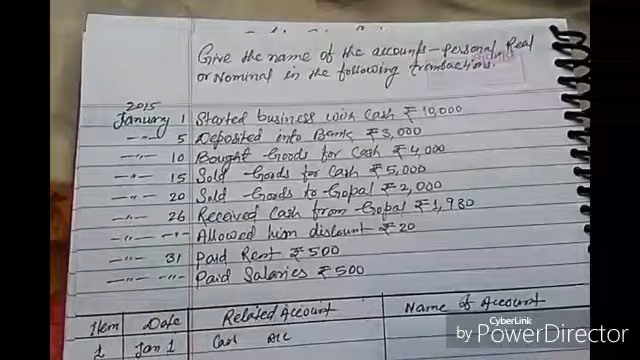 Give the name of the accounts - personal, Real
or Nominal in the following transactions.
2015
January 1 Started business with Cash ₹ 10,000
-"- 5 Deposited into Bank ₹ 3,000
-"- 10 Bought Goods for Cash ₹ 4,000
-"- 15 Sold Goods for Cash ₹ 5,000
-"- 20 Sold Goods to Gopal ₹ 2,000
-"- 26 Received Cash from Gopal ₹ 1,980
-"- -"- Allowed him discount ₹ 20
-"- 31 Paid Rent ₹ 500
-"- -"- Paid Salaries ₹ 500
Item Date Related Account Name of Account
1 Jan 1 Cash A/c
CyberLink
by PowerDirector